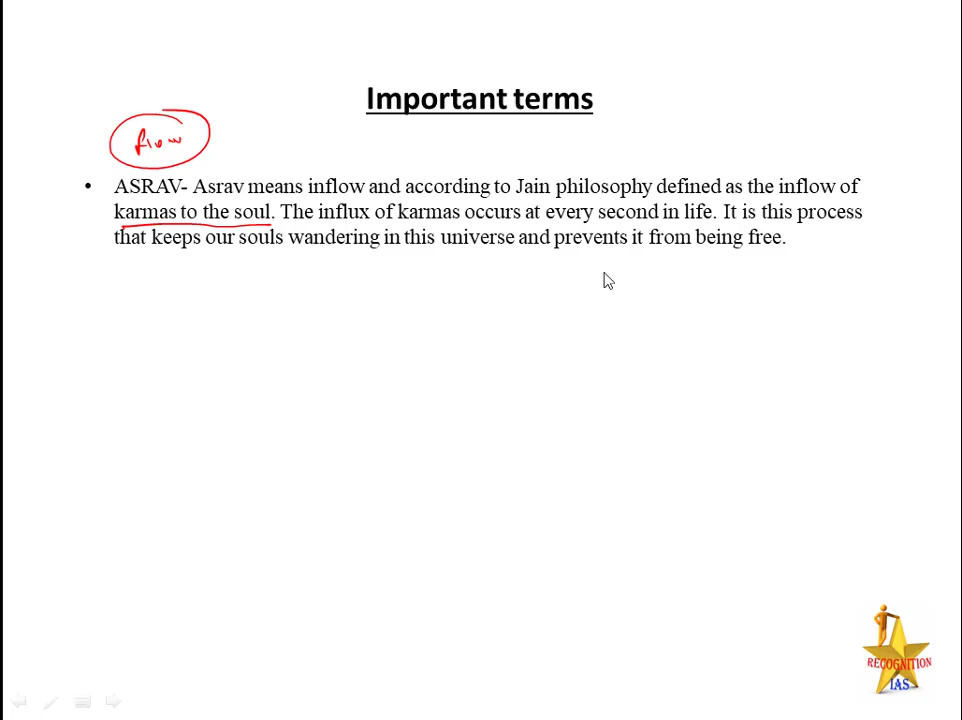 Important terms
flow
• ASRAV- Asrav means inflow and according to Jain philosophy defined as the inflow of
karmas to the soul. The influx of karmas occurs at every second in life. It is this process
that keeps our souls wandering in this universe and prevents it from being free.
RECOGNITION
IAS